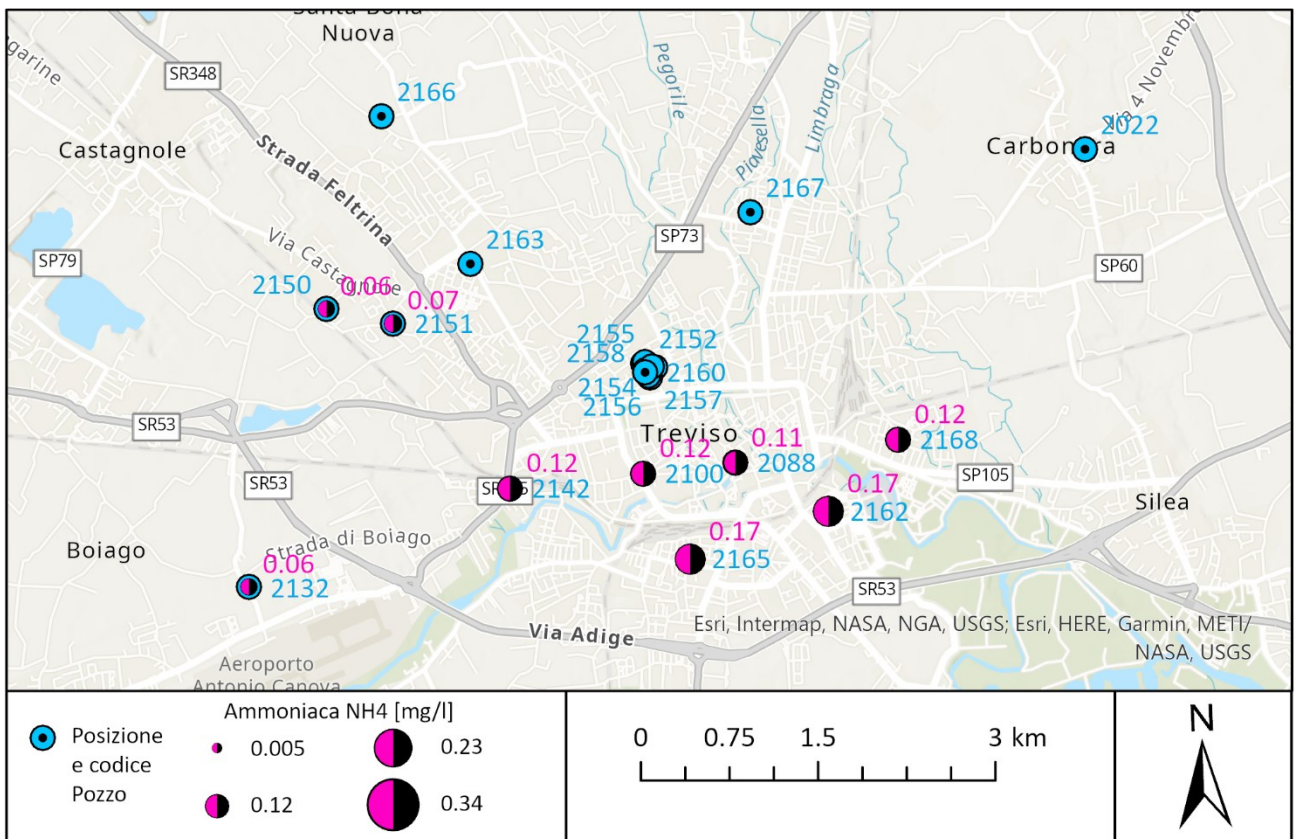 Santa Bona
Nuova
Pegorile
Piavesella
Limbraga
Via 4 Novembre
SR348
2166
2022
Castagnole
Strada Feltrina
Carbonera
2167
SP73
2163
Via Castagnole
SP79
SP60
2150
0.06
0.07
2151
2155
2152
2158
2160
2154
2156
2157
SR53
Treviso
0.12
2168
0.12
2100
0.11
2088
0.12
2142
SR53
SP105
0.17
2162
Silea
Boiago
Strada di Boiago
0.17
2165
0.06
2132
SR53
Via Adige
Esri, Intermap, NASA, NGA, USGS; Esri, HERE, Garmin, METI/
NASA, USGS
Aeroporto
Antonio Canova
Posizione
e codice
Pozzo
Ammoniaca NH4 [mg/l]
0.005
0.23
0.12
0.34
0
0.75
1.5
3 km
N